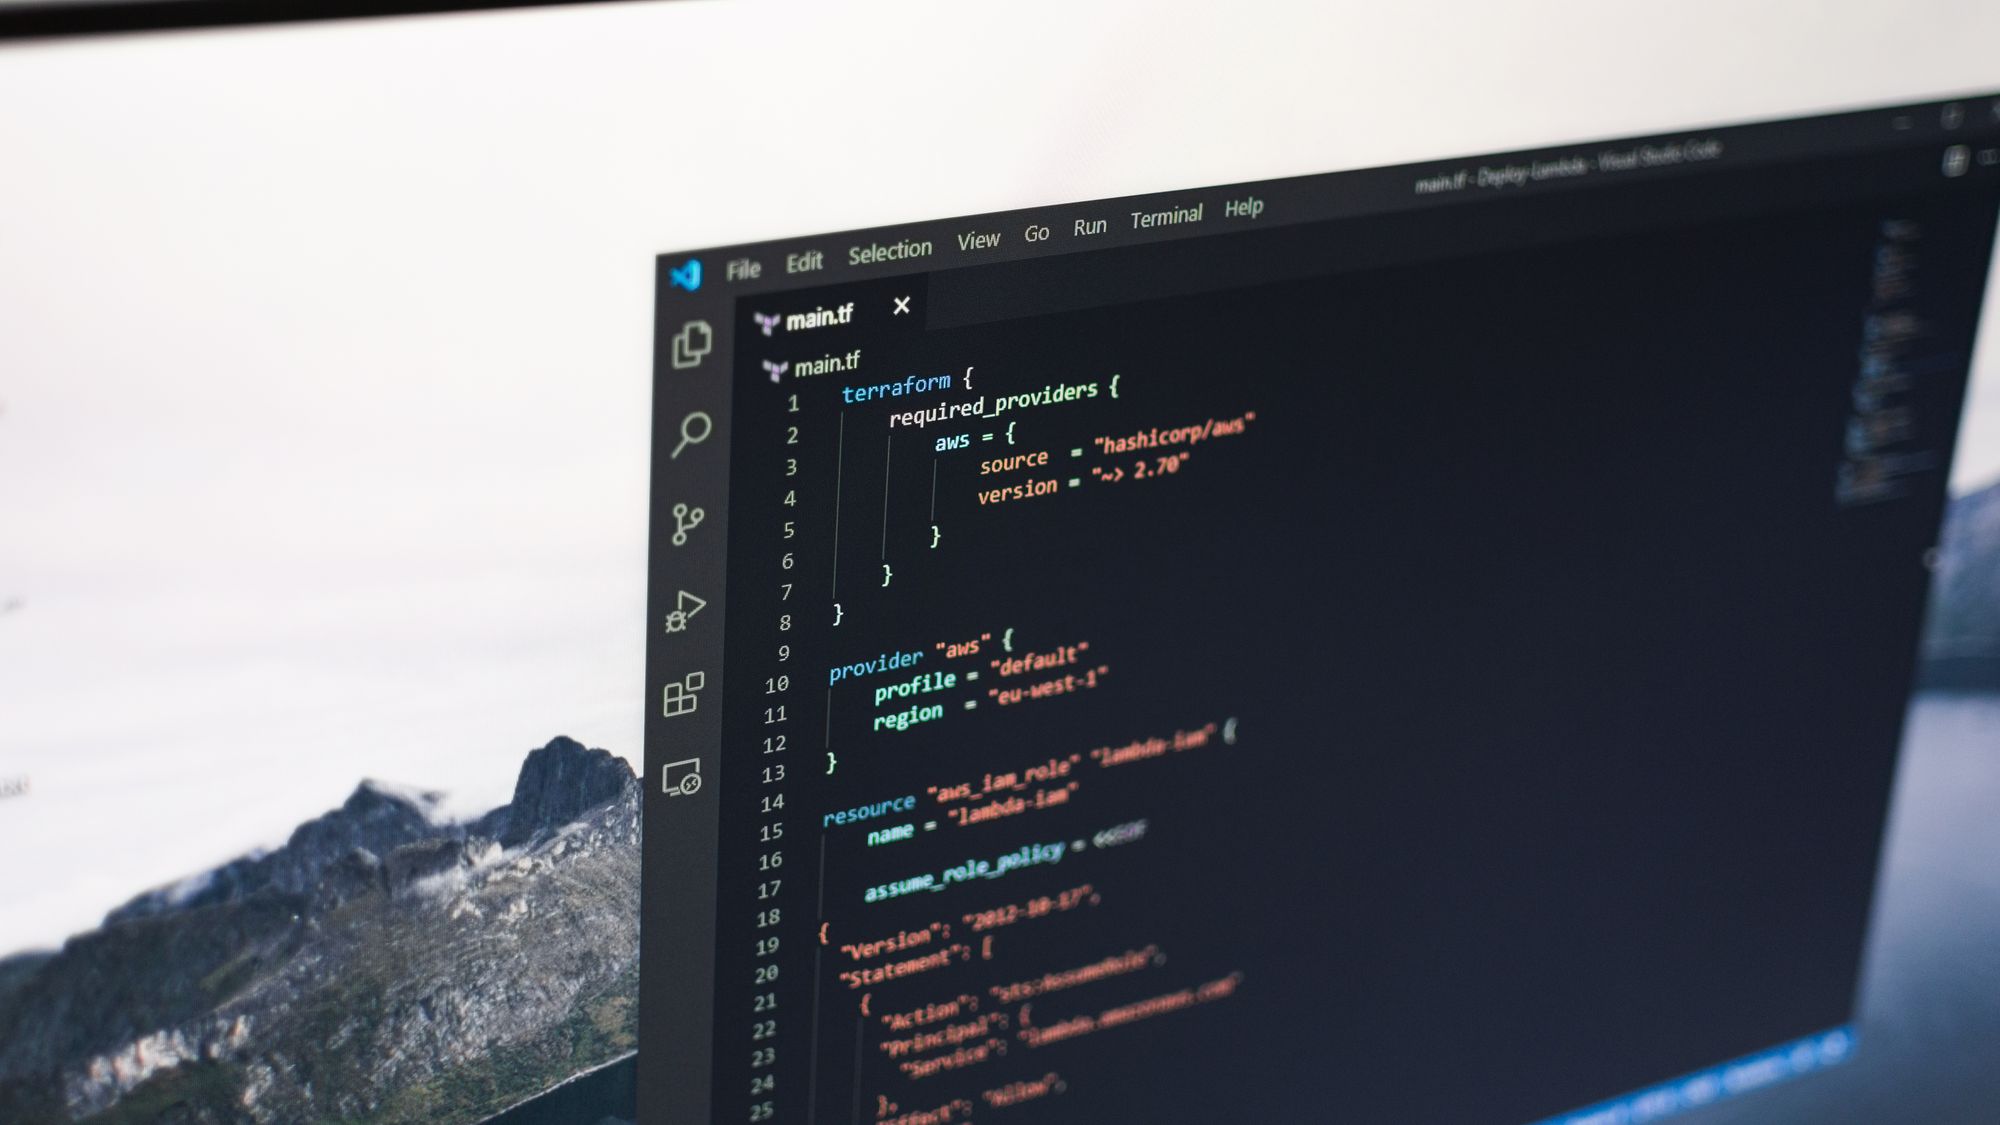 main.tf - Deploy-Lambda - Visual Studio Code
File Edit Selection View Go Run Terminal Help
main.tf
main.tf
1 terraform {
2 required_providers {
3 aws = {
4 source = "hashicorp/aws"
5 version = "~> 2.70"
6 }
7 }
8 }
9
10 provider "aws" {
11 profile = "default"
12 region = "eu-west-1"
13 }
14
15 resource "aws_iam_role" "lambda-iam" {
16 name = "lambda-iam"
17
18 assume_role_policy = <<EOF
19 {
20 "Version": "2012-10-17",
21 "Statement": [
22 {
23 "Action": "sts:AssumeRole",
24 "Principal": {
25 "Service": "lambda.amazonaws.com"
},
"Effect": "Allow",